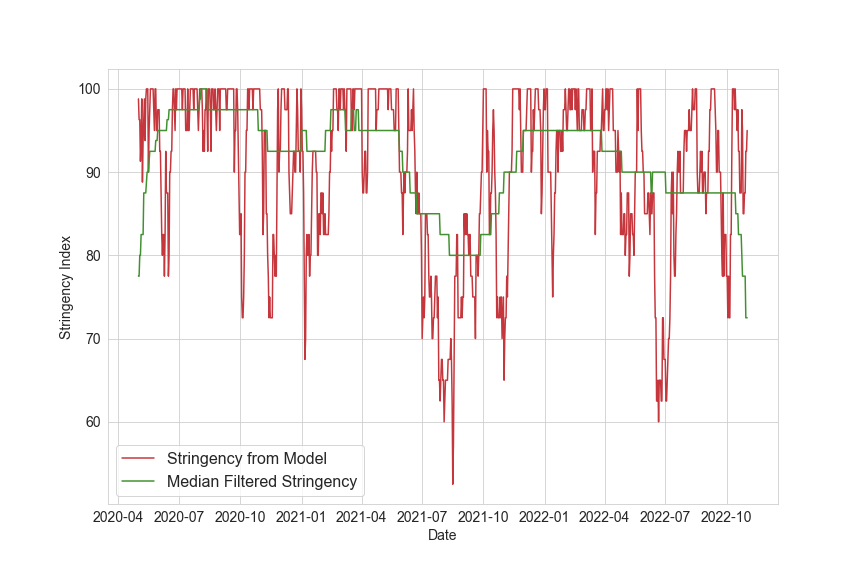 100
90
80
70
60
Stringency Index
Stringency from Model
Median Filtered Stringency
2020-04 2020-07 2020-10 2021-01 2021-04 2021-07 2021-10 2022-01 2022-04 2022-07 2022-10
Date